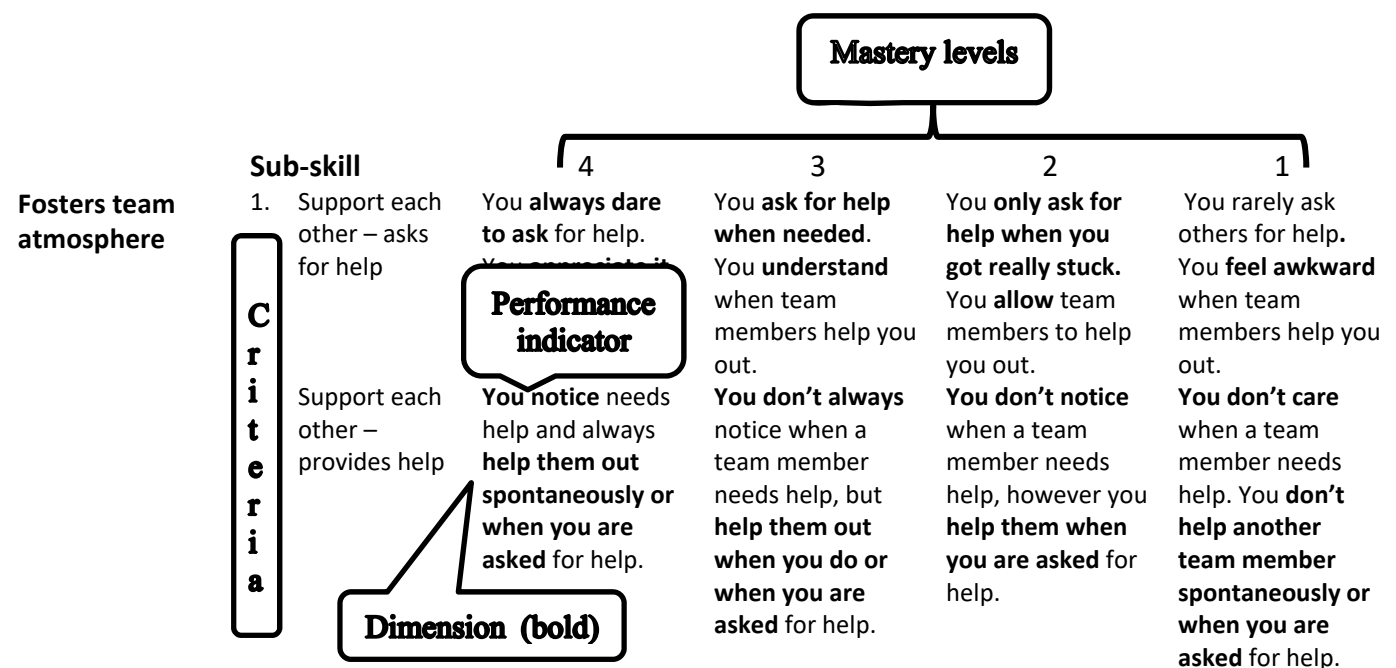 Mastery levels
Sub-skill
4
3
2
1
Fosters team
atmosphere
1. Support each
other – asks
for help
You always dare
to ask for help.
You appreciate it
You ask for help
when needed.
You understand
when team
members help you
out.
You only ask for
help when you
got really stuck.
You allow team
members to help
you out.
You rarely ask
others for help.
You feel awkward
when team
members help you
out.
Criteria
Performance
indicator
Support each
other –
provides help
You notice needs
help and always
help them out
spontaneously or
when you are
asked for help.
You don’t always
notice when a
team member
needs help, but
help them out
when you do or
when you are
asked for help.
You don’t notice
when a team
member needs
help, however you
help them when
you are asked for
help.
You don’t care
when a team
member needs
help. You don’t
help another
team member
spontaneously or
when you are
asked for help.
Dimension (bold)